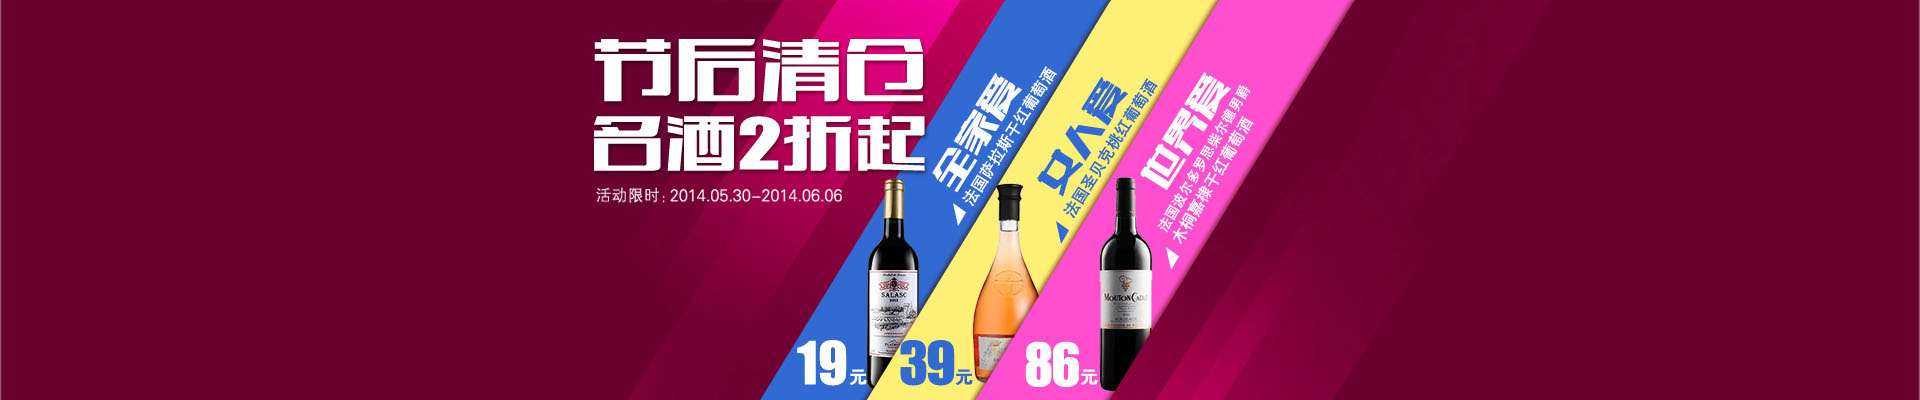 节后清仓
名酒2折起
活动限时：2014.05.30-2014.06.06
全家爱
法国萨拉斯干红葡萄酒
19元
SALASC
女人爱
法国圣贝克桃红葡萄酒
39元
世界爱
法国波尔多罗思柴尔德男爵
木桐嘉棣干红葡萄酒
86元
MOUTON CADET